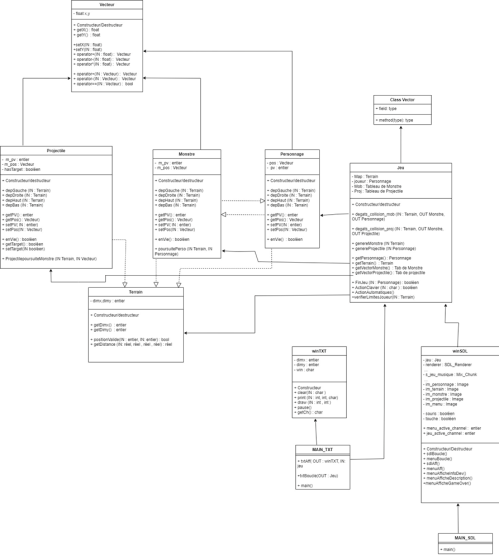 Vecteur
- float x,y
+ Constructeur/Destructeur
+ getX() : float
+ getY() : float
+setX(IN : float)
+setY(IN : float)
+ operator+(IN : float) : Vecteur
+ operator-(IN : float) : Vecteur
+ operator*(IN : float) : Vecteur
+ operator+(IN : Vecteur) : Vecteur
+ operator-(IN : Vecteur) : Vecteur
+ operator==(IN : Vecteur) : bool
Class Vector
+ field: type
+ method(type): type
Projectile
- m_pv : entier
- m_pos : Vecteur
- hasTarget : booléen
+ Constructeur/destructeur
+ depGauche (IN : Terrain)
+ depDroite (IN : Terrain)
+ depHaut (IN : Terrain)
+ depBas (IN : Terrain)
+ getPV() : entier
+ getPos() : Vecteur
+ setPV(IN : entier)
+ setPos(IN : Vecteur)
+ enVie() : booléen
+ getTarget() : booléen
+ setTarget(IN booléen)
+ ProjectilepoursuiteMonstre (IN Terrain, IN Vecteur)
Monstre
- m_pv : entier
- m_pos : Vecteur
+ Constructeur/destructeur
+ depGauche (IN : Terrain)
+ depDroite (IN : Terrain)
+ depHaut (IN : Terrain)
+ depBas (IN : Terrain)
+ getPV() : entier
+ getPos() : Vecteur
+ setPV( IN : entier)
+ setPos(IN : Vecteur)
+ enVie() : booléen
+ poursuitePerso (IN Terrain, IN
Personnage)
Personnage
- pos : Vecteur
- pv : entier
+ Constructeur/destructeur
+ depGauche (IN : Terrain)
+ depDroite (IN : Terrain)
+ depHaut (IN : Terrain)
+ depBas (IN : Terrain)
+ getPV() : entier
+ getPos() : Vecteur
+ setPV( IN : entier)
+ setPos(IN : Vecteur)
+ enVie() : booléen
Jeu
- Map : Terrain
- joueur : Personnage
- Mob : Tableau de Monstre
- Proj : Tableau de Projectile
+ Constructeur/destructeur
+ degats_collision_mob (IN : Terrain, OUT Monstre,
OUT Personnage)
+ degats_collision_proj (IN : Terrain, OUT Monstre,
OUT Projectile)
+ genereMonstre (IN Terrain)
+ genereProjectile (IN Personnage)
+ getPersonnage() : Personnage
+ getTerrain() : Terrain
+ getVectorMonstre() : Tab de Monstre
+ getVectorProjectile() : Tab de projectile
+ FinJeu (IN : Personnage) : booléen
+ ActionClavier (IN : char ) : booléen
+ ActionAutomatiques()
+verifierLimitesJoueur(IN : Terrain)
Terrain
- dimx,dimy : entier
+ Constructeur/destructeur
+ getDimx() : entier
+ getDimy() : entier
+ positionValide(IN : entier, IN : entier) : bool
+ getDistance (IN réel, réel, réel, réel) : réel
winTXT
- dimx : entier
- dimy : entier
- win : char
+ Constructeur
+ clear(IN : char )
+ print (IN : int, int, char)
+ draw (IN : int , int )
+ pause()
+ getCh() : char
winSDL
- jeu : Jeu
- renderer : SDL_Renderer
- s_jeu_musique : Mix_Chunk
- im_personnage : Image
- im_terrain : Image
- im_monstre : Image
- im_projectile : Image
- im_menu : Image
- souris : booléen
- touche : booléen
+ menu_active_channel : entier
+ jeu_active_channel : entier
+ Constructeur/Destructeur
+ sdlBoucle()
+ menuBoucle()
+ sdlAff()
+ menuAff()
+ menuAfficheInfoDev()
+ menuAfficheDescription()
+menuAfficheGameOver()
MAIN_TXT
+ txtAff( OUT : winTXT, IN :
jeu)
+txtBoucle(OUT : Jeu)
+ main()
MAIN_SDL
+ main()